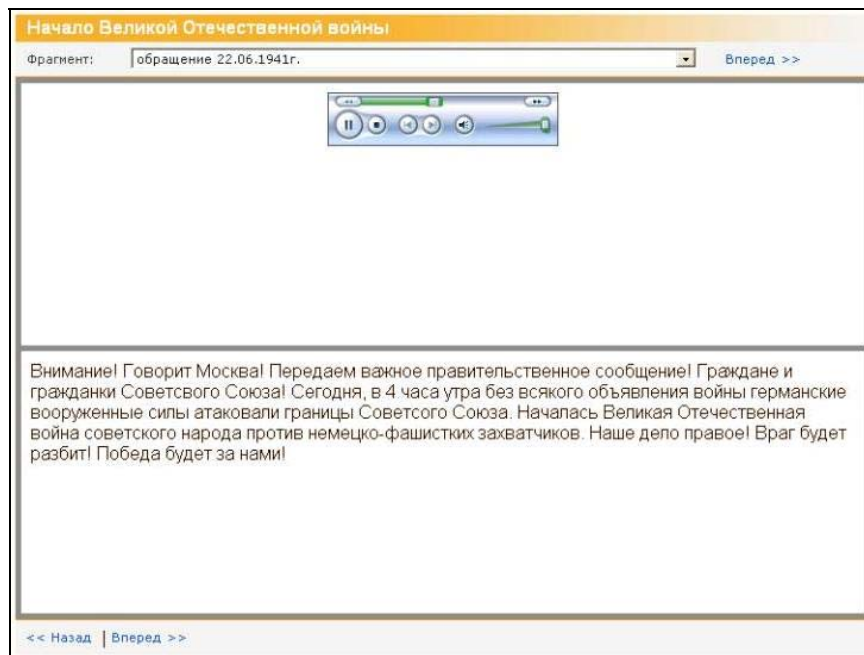 Начало Великой Отечественной войны
Фрагмент: обращение 22.06.1941г. Вперед >>
Внимание! Говорит Москва! Передаем важное правительственное сообщение! Граждане и
гражданки Советсвого Союза! Сегодня, в 4 часа утра без всякого объявления войны германские
вооруженные силы атаковали границы Советсого Союза. Началась Великая Отечественная
война советского народа против немецко-фашистких захватчиков. Наше дело правое! Враг будет
разбит! Победа будет за нами!
<< Назад | Вперед >>